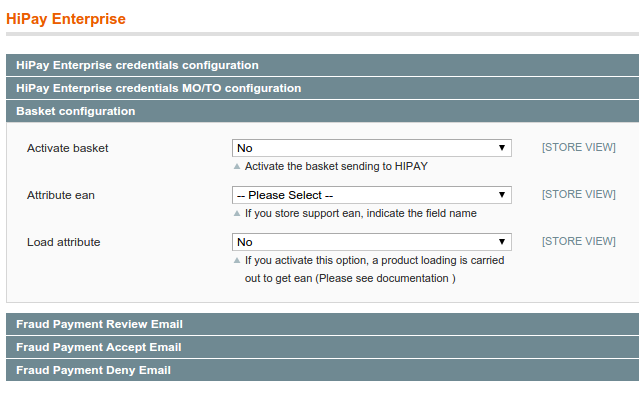 HiPay Enterprise
HiPay Enterprise credentials configuration
HiPay Enterprise credentials MO/TO configuration
Basket configuration
Activate basket No [STORE VIEW]
Activate the basket sending to HIPAY
Attribute ean -- Please Select -- [STORE VIEW]
If you store support ean, indicate the field name
Load attribute No [STORE VIEW]
If you activate this option, a product loading is carried
out to get ean (Please see documentation )
Fraud Payment Review Email
Fraud Payment Accept Email
Fraud Payment Deny Email